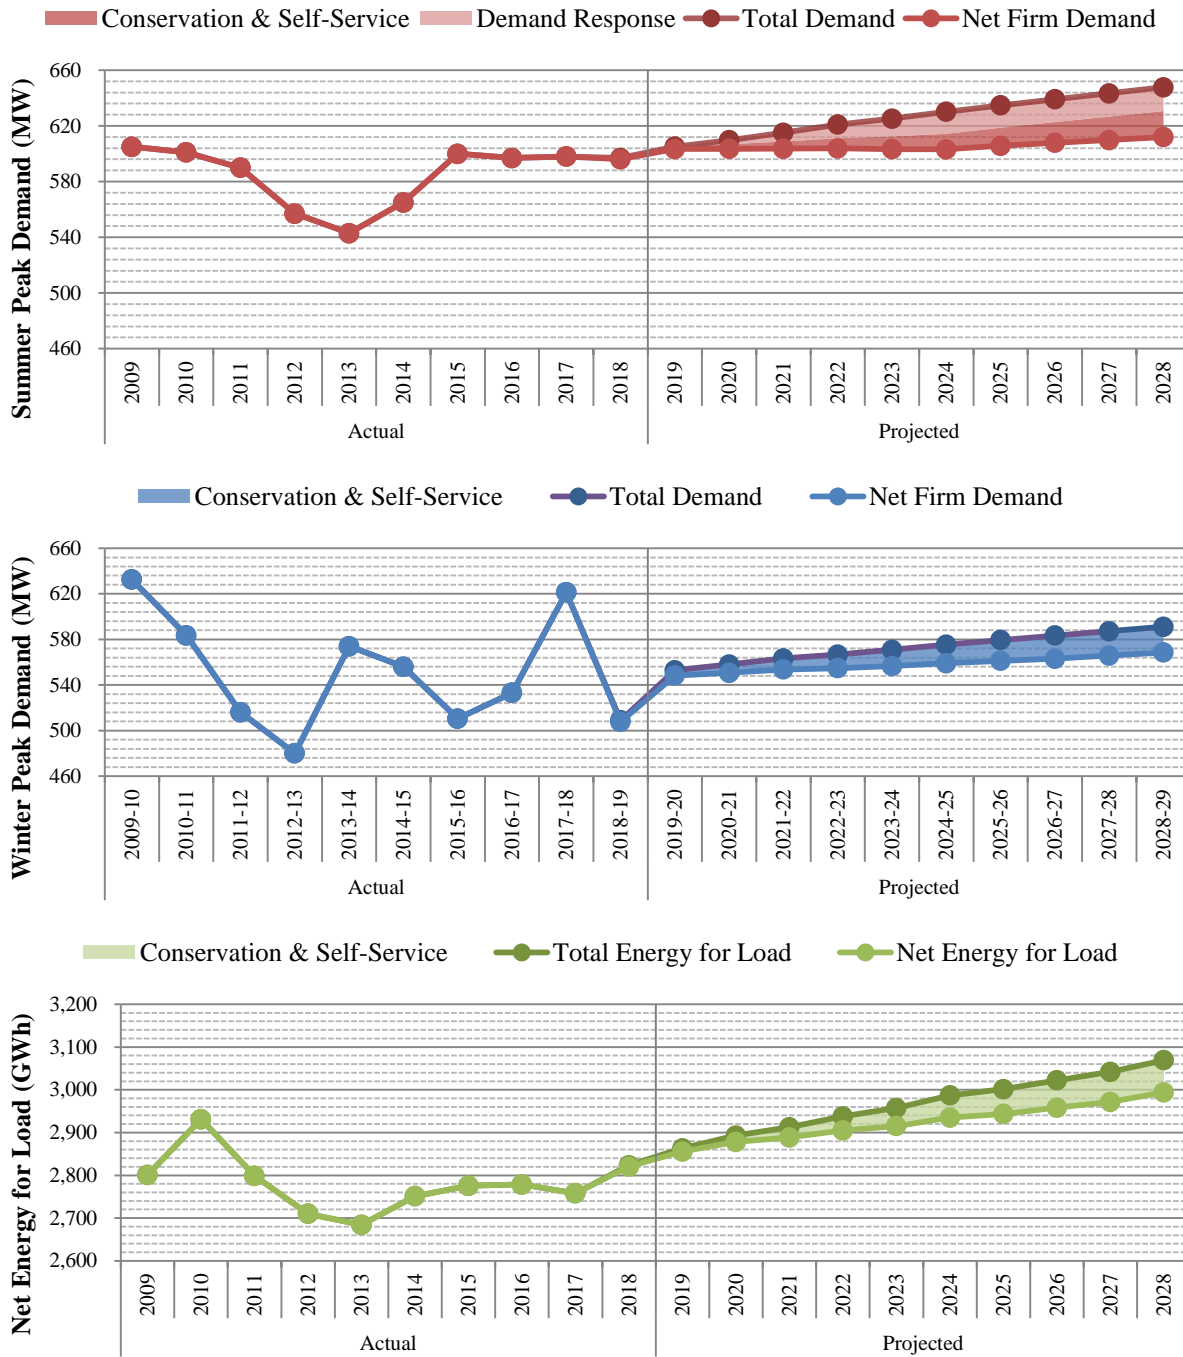 Conservation & Self-Service Demand Response Total Demand Net Firm Demand
Summer Peak Demand (MW)
660
620
580
540
500
460
2009 2010 2011 2012 2013 2014 2015 2016 2017 2018 2019 2020 2021 2022 2023 2024 2025 2026 2027 2028
Actual Projected
Conservation & Self-Service Total Demand Net Firm Demand
Winter Peak Demand (MW)
660
620
580
540
500
460
2009-10 2010-11 2011-12 2012-13 2013-14 2014-15 2015-16 2016-17 2017-18 2018-19 2019-20 2020-21 2021-22 2022-23 2023-24 2024-25 2025-26 2026-27 2027-28 2028-29
Actual Projected
Conservation & Self-Service Total Energy for Load Net Energy for Load
Net Energy for Load (GWh)
3,200
3,100
3,000
2,900
2,800
2,700
2,600
2009 2010 2011 2012 2013 2014 2015 2016 2017 2018 2019 2020 2021 2022 2023 2024 2025 2026 2027 2028
Actual Projected